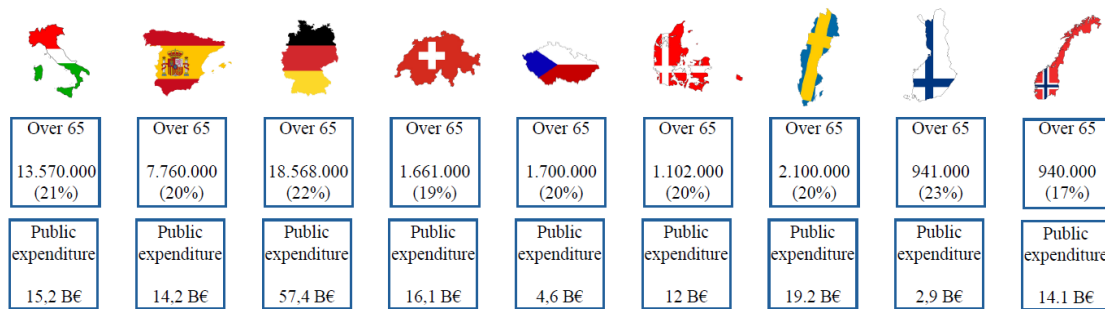 Over 65
13.570.000
(21%)
Over 65
7.760.000
(20%)
Over 65
18.568.000
(22%)
Over 65
1.661.000
(19%)
Over 65
1.700.000
(20%)
Over 65
1.102.000
(20%)
Over 65
2.100.000
(20%)
Over 65
941.000
(23%)
Over 65
940.000
(17%)
Public
expenditure
15,2 B€
Public
expenditure
14,2 B€
Public
expenditure
57,4 B€
Public
expenditure
16,1 B€
Public
expenditure
4,6 B€
Public
expenditure
12 B€
Public
expenditure
19.2 B€
Public
expenditure
2,9 B€
Public
expenditure
14.1 B€